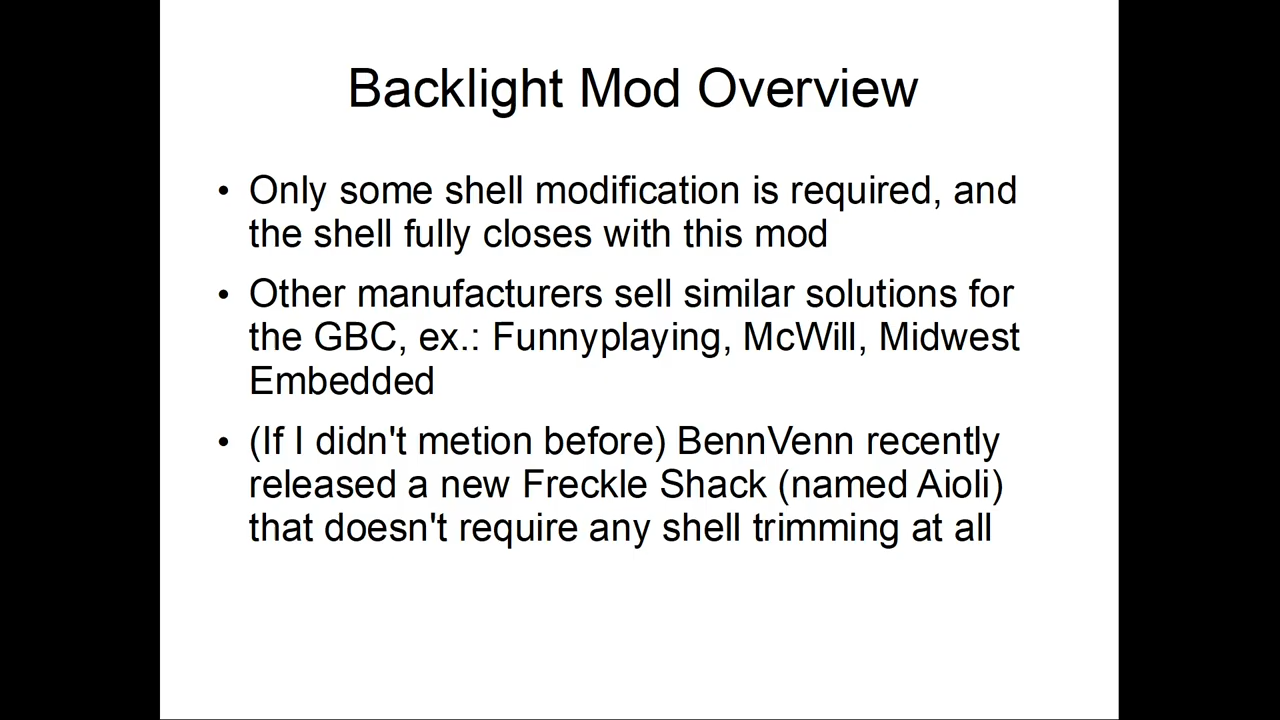 Backlight Mod Overview
• Only some shell modification is required, and
the shell fully closes with this mod
• Other manufacturers sell similar solutions for
the GBC, ex.: Funnyplaying, McWill, Midwest
Embedded
• (If I didn't metion before) BennVenn recently
released a new Freckle Shack (named Aioli)
that doesn't require any shell trimming at all